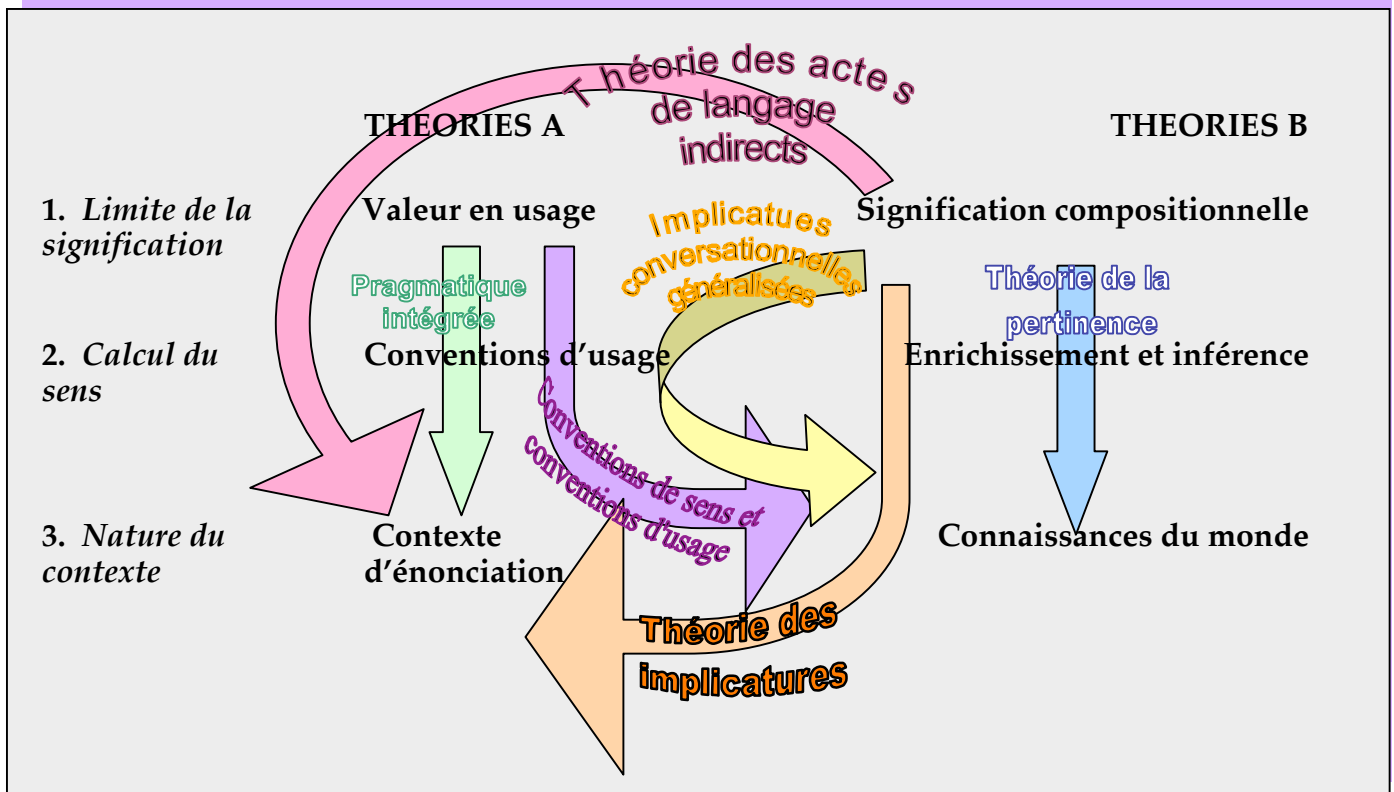 Théorie des actes
de langage
indirects
THEORIES A
THEORIES B
1. Limite de la
signification
Valeur en usage
Implicatues
conversationnelles
généralisées
Signification compositionnelle
Pragmatique
intégrée
Théorie de la
pertinence
2. Calcul du
sens
Conventions d'usage
Enrichissement et inférence
Conventions de sens et
conventions d'usage
3. Nature du
contexte
Contexte
d'énonciation
Connaissances du monde
Théorie des
implicatures